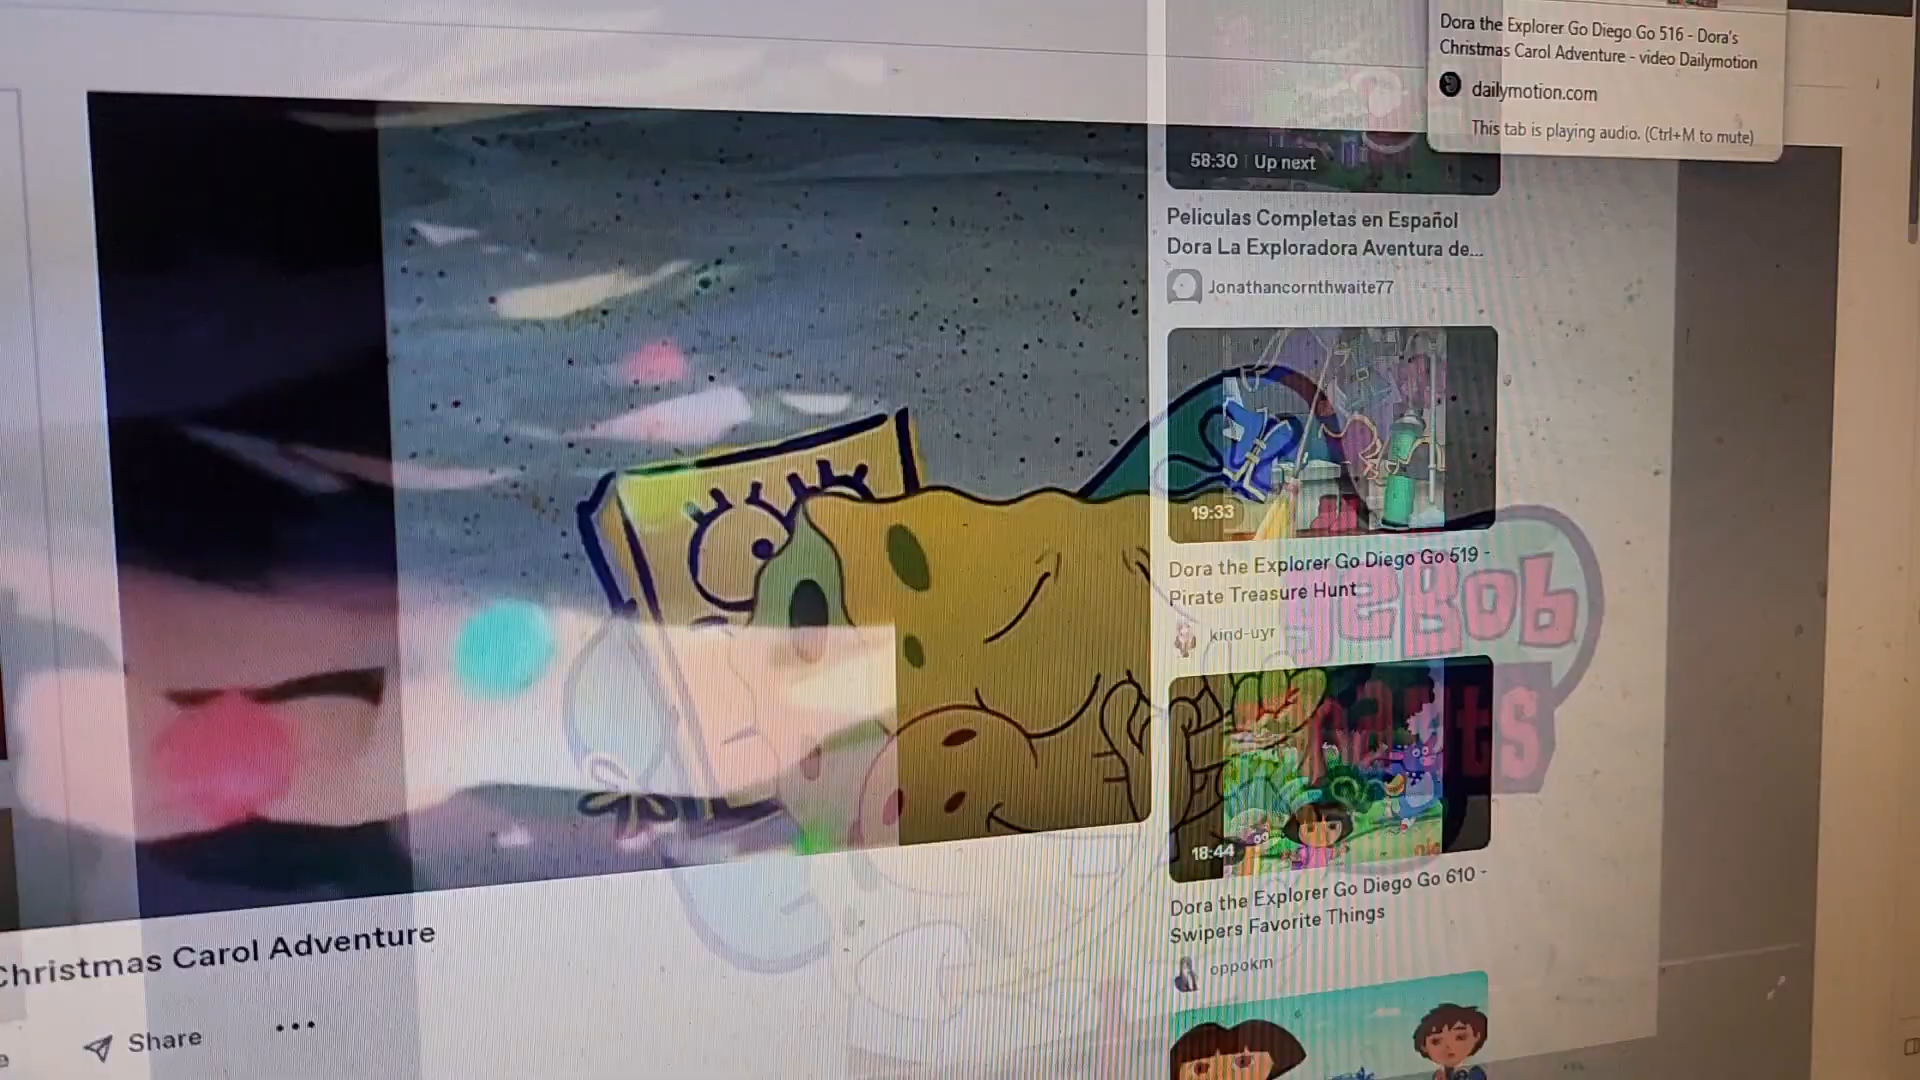 Dora the Explorer Go Diego Go 516 - Dora's
Christmas Carol Adventure - video Dailymotion
dailymotion.com
This tab is playing audio. (Ctrl+M to mute)
58:30 Up next
Peliculas Completas en Español
Dora La Exploradora Aventura de...
Jonathancornthwaite77
19:33
Dora the Explorer Go Diego Go 519 -
Pirate Treasure Hunt
kind-uyr
geBob
pants
18:44
Dora the Explorer Go Diego Go 610 -
Swipers Favorite Things
oppokm
Christmas Carol Adventure
Share